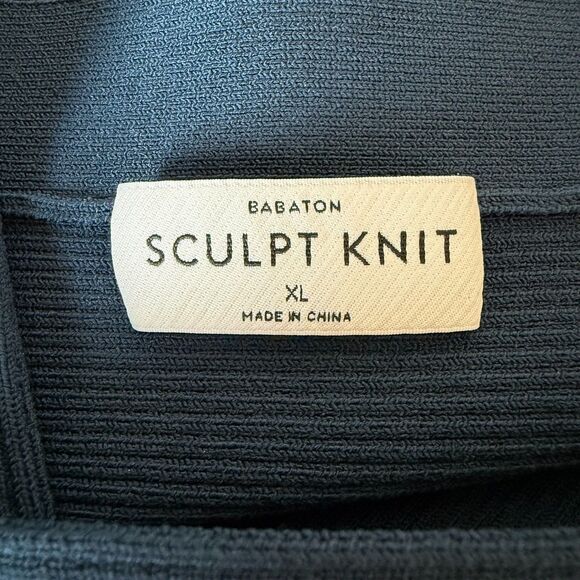 BABATON
SCULPT KNIT
XL
MADE IN CHINA